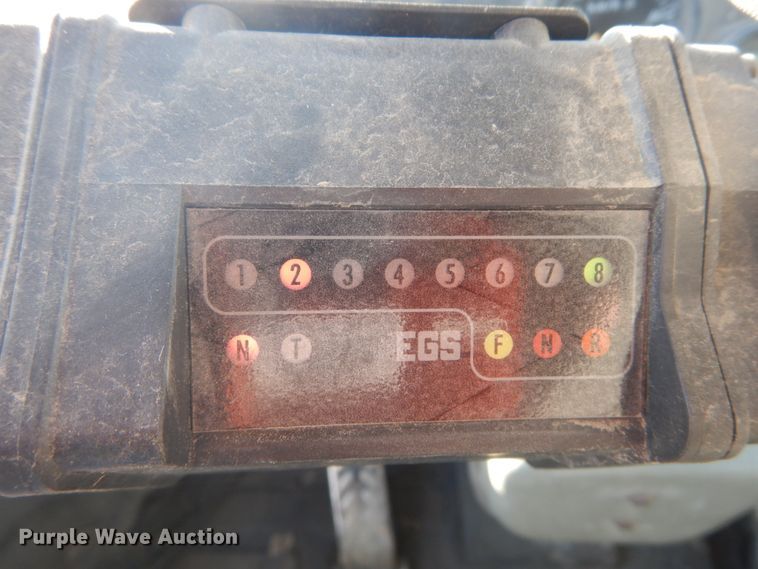 1 2 3 4 5 6 7 8
N T EGS F N R
Purple Wave Auction®